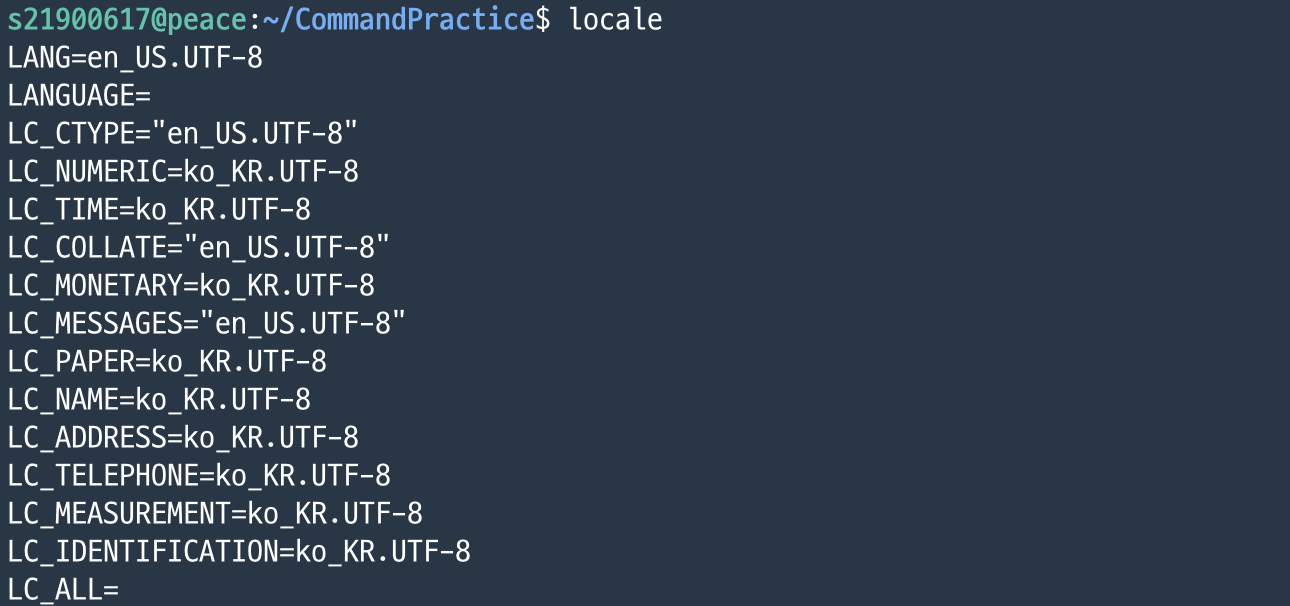 s21900617@peace:~/CommandPractice$ locale
LANG=en_US.UTF-8
LANGUAGE=
LC_CTYPE="en_US.UTF-8"
LC_NUMERIC=ko_KR.UTF-8
LC_TIME=ko_KR.UTF-8
LC_COLLATE="en_US.UTF-8"
LC_MONETARY=ko_KR.UTF-8
LC_MESSAGES="en_US.UTF-8"
LC_PAPER=ko_KR.UTF-8
LC_NAME=ko_KR.UTF-8
LC_ADDRESS=ko_KR.UTF-8
LC_TELEPHONE=ko_KR.UTF-8
LC_MEASUREMENT=ko_KR.UTF-8
LC_IDENTIFICATION=ko_KR.UTF-8
LC_ALL=